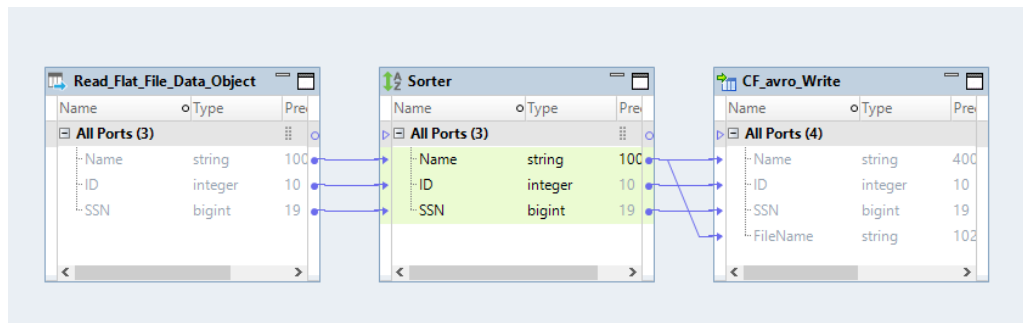 Read_Flat_File_Data_Object
Name Type Pre
All Ports (3)
Name string 100
ID integer 10
SSN bigint 19
Sorter
Name Type Pre
All Ports (3)
Name string 100
ID integer 10
SSN bigint 19
CF_avro_Write
Name Type Pre
All Ports (4)
Name string 400
ID integer 10
SSN bigint 19
FileName string 102